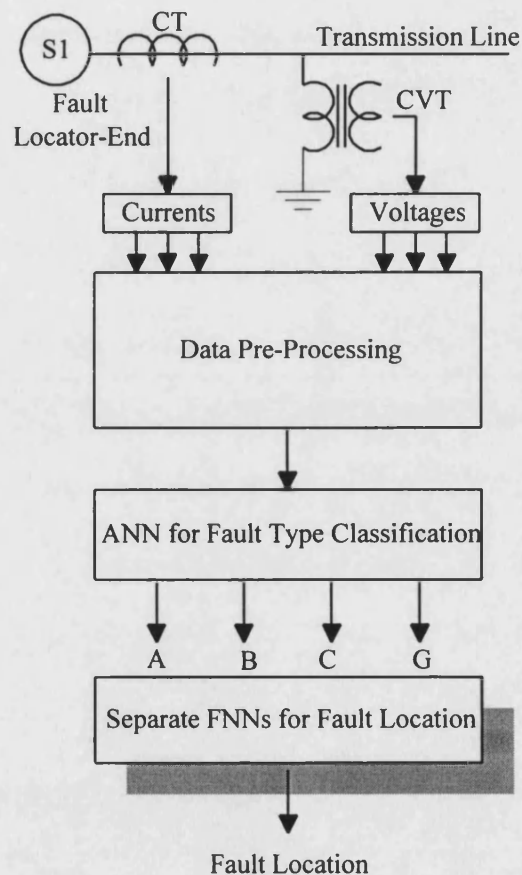 CT
S1
Transmission Line
Fault
Locator-End
CVT
Currents
Voltages
Data Pre-Processing
ANN for Fault Type Classification
A B C G
Separate FNNs for Fault Location
Fault Location